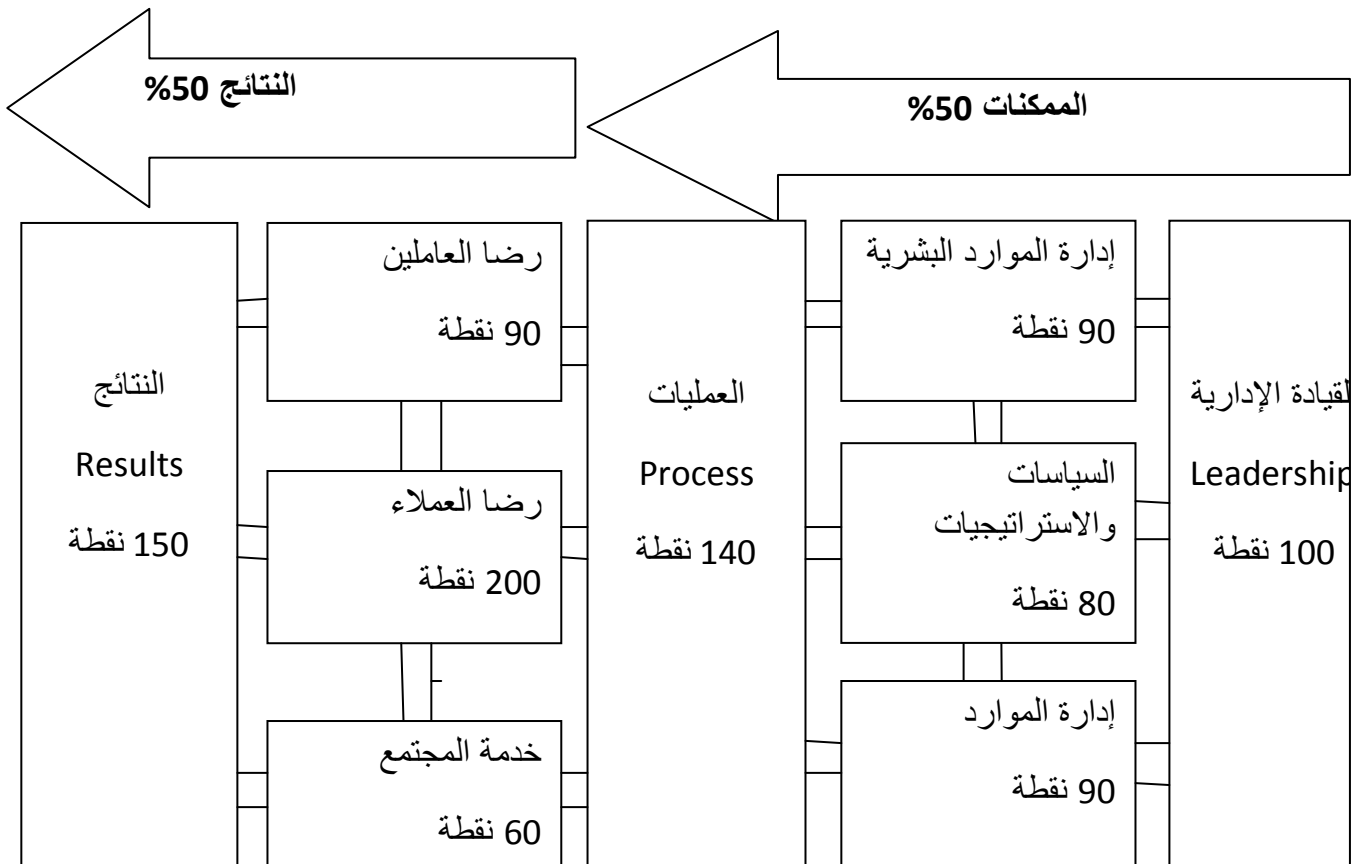 الممكنات 50%
النتائج 50%
لقيادة الإدارية
Leadership
100 نقطة
إدارة الموارد البشرية
90 نقطة
السياسات
والاستراتيجيات
80 نقطة
إدارة الموارد
90 نقطة
العمليات
Process
140 نقطة
رضا العاملين
90 نقطة
رضا العملاء
200 نقطة
خدمة المجتمع
60 نقطة
النتائج
Results
150 نقطة